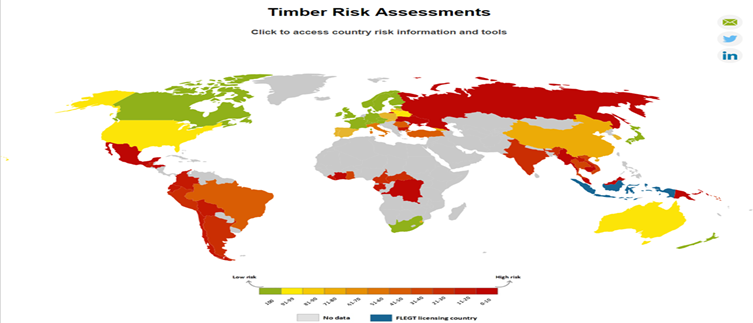 Timber Risk Assessments
Click to access country risk information and tools
in
Low risk
High risk
100 91-99 81-90 71-80 61-70 51-60 41-50 31-40 21-30 11-20 0-10
No data
FLEGT licensing country